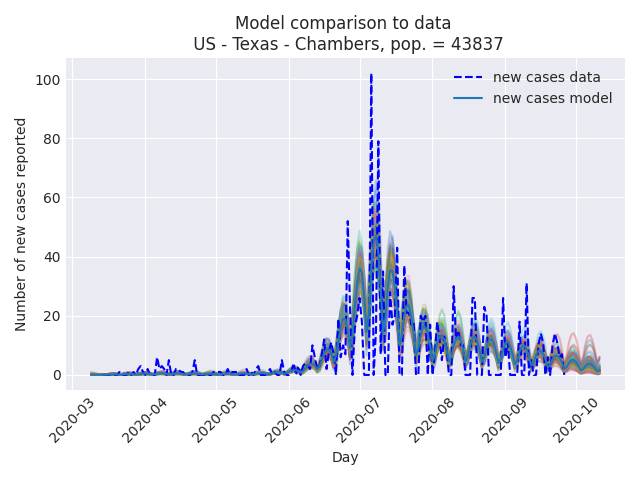 Model comparison to data
US - Texas - Chambers, pop. = 43837
new cases data
new cases model
Number of new cases reported
100
80
60
40
20
0
2020-03
2020-04
2020-05
2020-06
2020-07
2020-08
2020-09
2020-10
Day